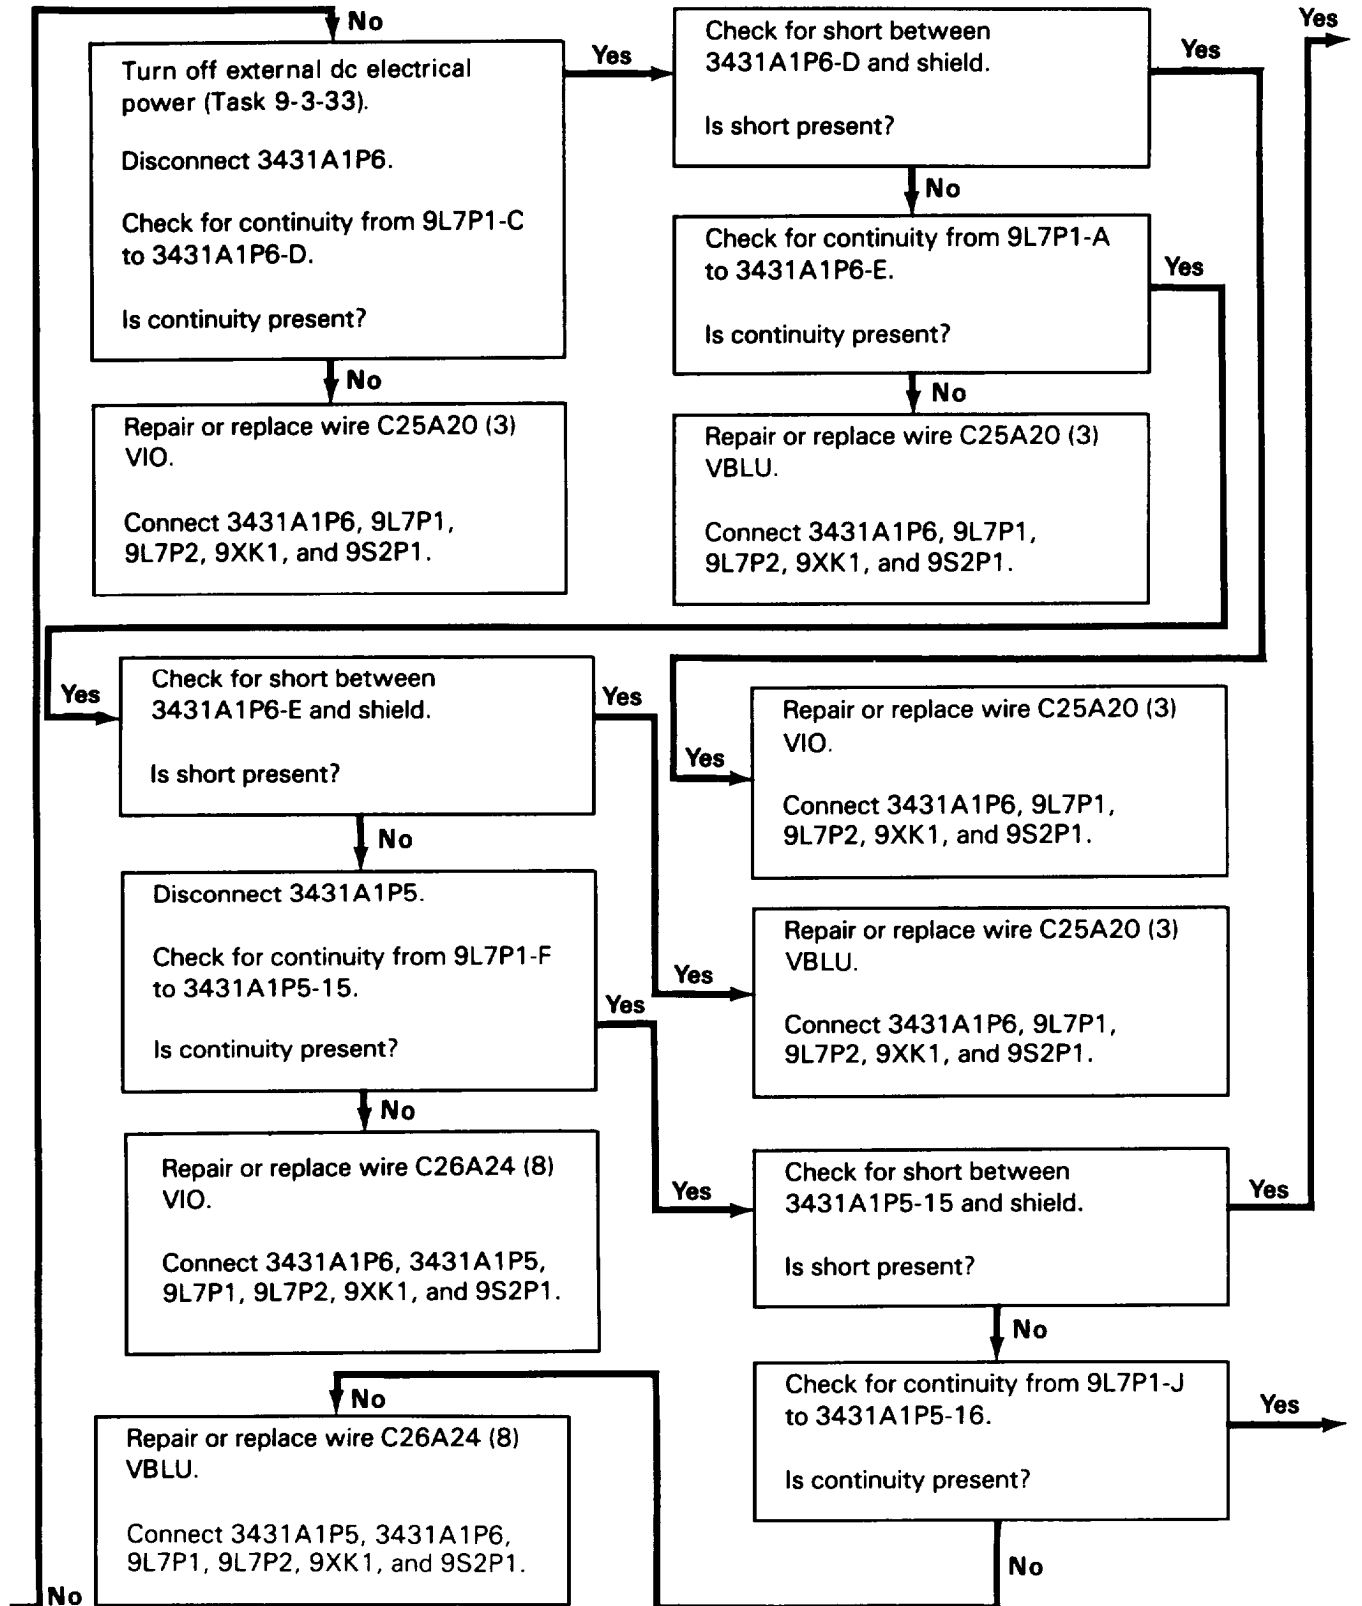 No
Turn off external dc electrical
power (Task 9-3-33).
Disconnect 3431A1P6.
Check for continuity from 9L7P1-C
to 3431A1P6-D.
Is continuity present?
Yes
Check for short between
3431A1P6-D and shield.
Is short present?
Yes
Yes
No
Check for continuity from 9L7P1-A
to 3431A1P6-E.
Is continuity present?
Yes
No
Repair or replace wire C25A20 (3)
VIO.
Connect 3431A1P6, 9L7P1,
9L7P2, 9XK1, and 9S2P1.
No
Repair or replace wire C25A20 (3)
VBLU.
Connect 3431A1P6, 9L7P1,
9L7P2, 9XK1, and 9S2P1.
Yes
Check for short between
3431A1P6-E and shield.
Is short present?
Yes
Yes
Repair or replace wire C25A20 (3)
VIO.
Connect 3431A1P6, 9L7P1,
9L7P2, 9XK1, and 9S2P1.
No
Disconnect 3431A1P5.
Check for continuity from 9L7P1-F
to 3431A1P5-15.
Is continuity present?
Yes
Yes
Repair or replace wire C25A20 (3)
VBLU.
Connect 3431A1P6, 9L7P1,
9L7P2, 9XK1, and 9S2P1.
No
Repair or replace wire C26A24 (8)
VIO.
Connect 3431A1P6, 3431A1P5,
9L7P1, 9L7P2, 9XK1, and 9S2P1.
Yes
Check for short between
3431A1P5-15 and shield.
Is short present?
Yes
No
Check for continuity from 9L7P1-J
to 3431A1P5-16.
Is continuity present?
Yes
No
No
Repair or replace wire C26A24 (8)
VBLU.
Connect 3431A1P5, 3431A1P6,
9L7P1, 9L7P2, 9XK1, and 9S2P1.
No